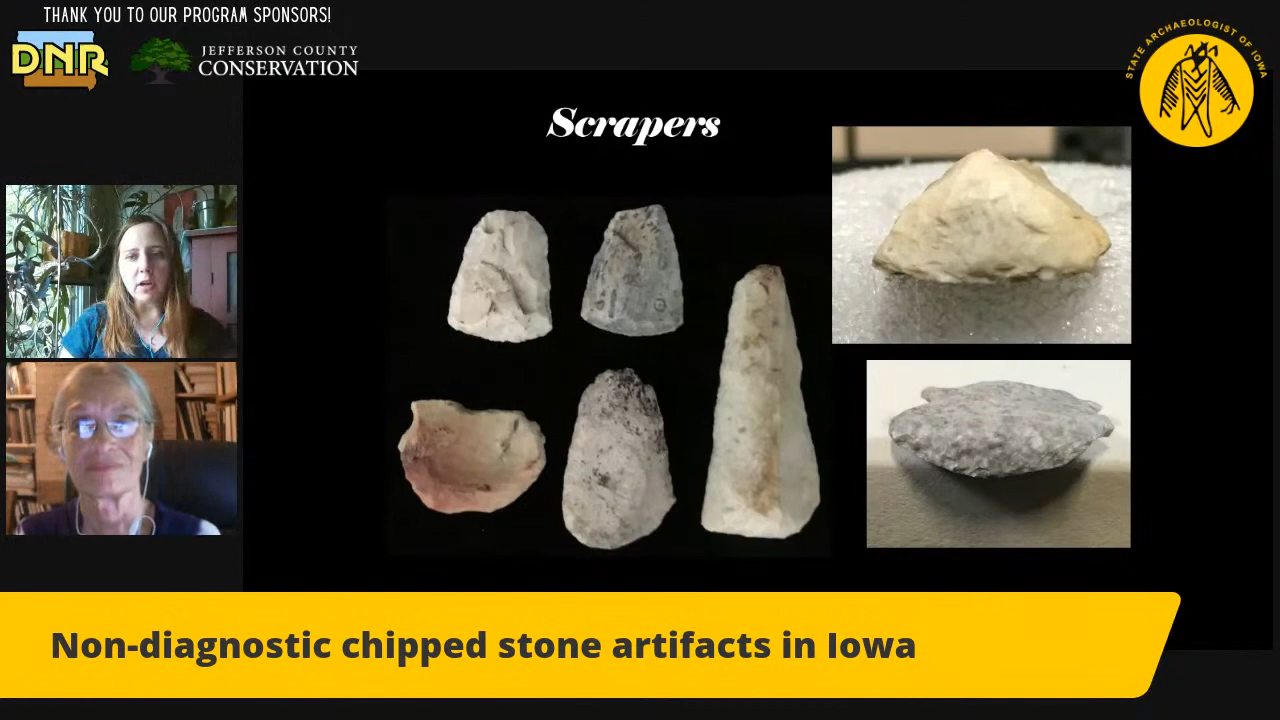 THANK YOU TO OUR PROGRAM SPONSORS!
DNR
JEFFERSON COUNTY
CONSERVATION
STATE ARCHAEOLOGIST OF IOWA
Scrapers
Non-diagnostic chipped stone artifacts in Iowa